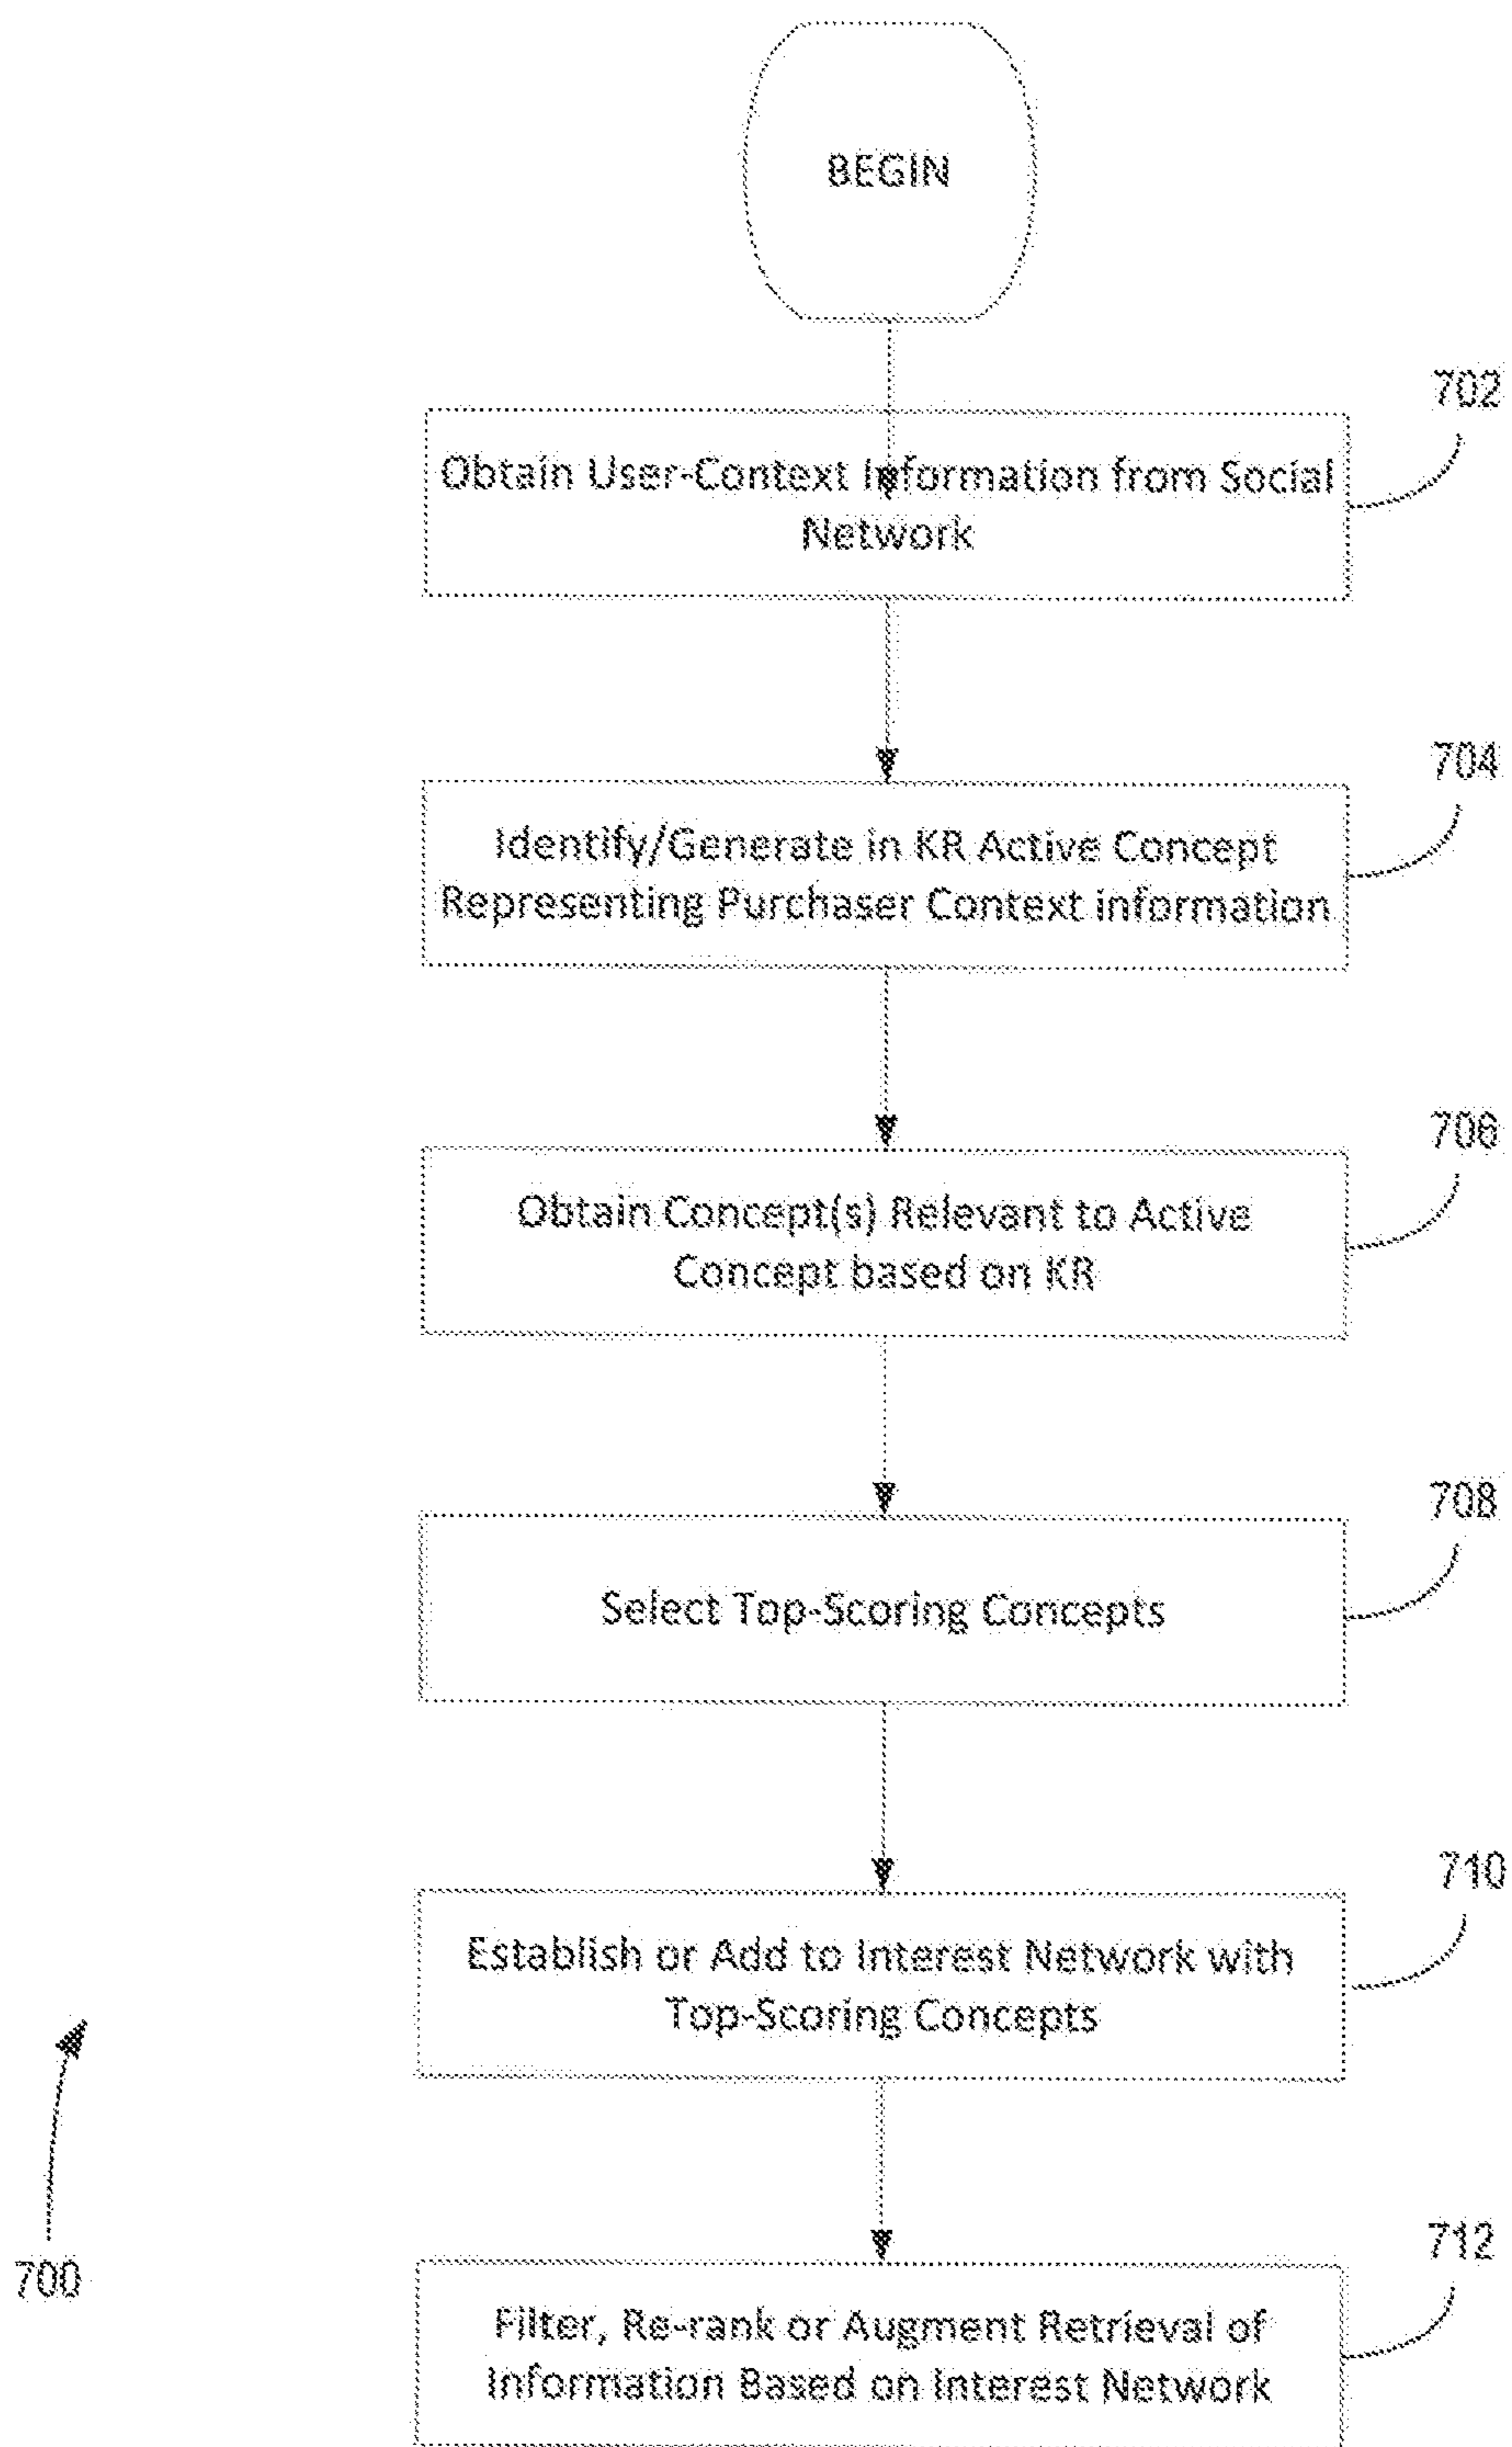 BEGIN
702
Obtain User-Context Information from Social
Network
704
Identify/Generate in KR Active Concept
Representing Purchaser Context information
706
Obtain Concept(s) Relevant to Active
Concept based on KR
708
Select Top-Scoring Concepts
710
Establish or Add to Interest Network with
Top-Scoring Concepts
700
712
Filter, Re-rank or Augment Retrieval of
Information Based on Interest Network